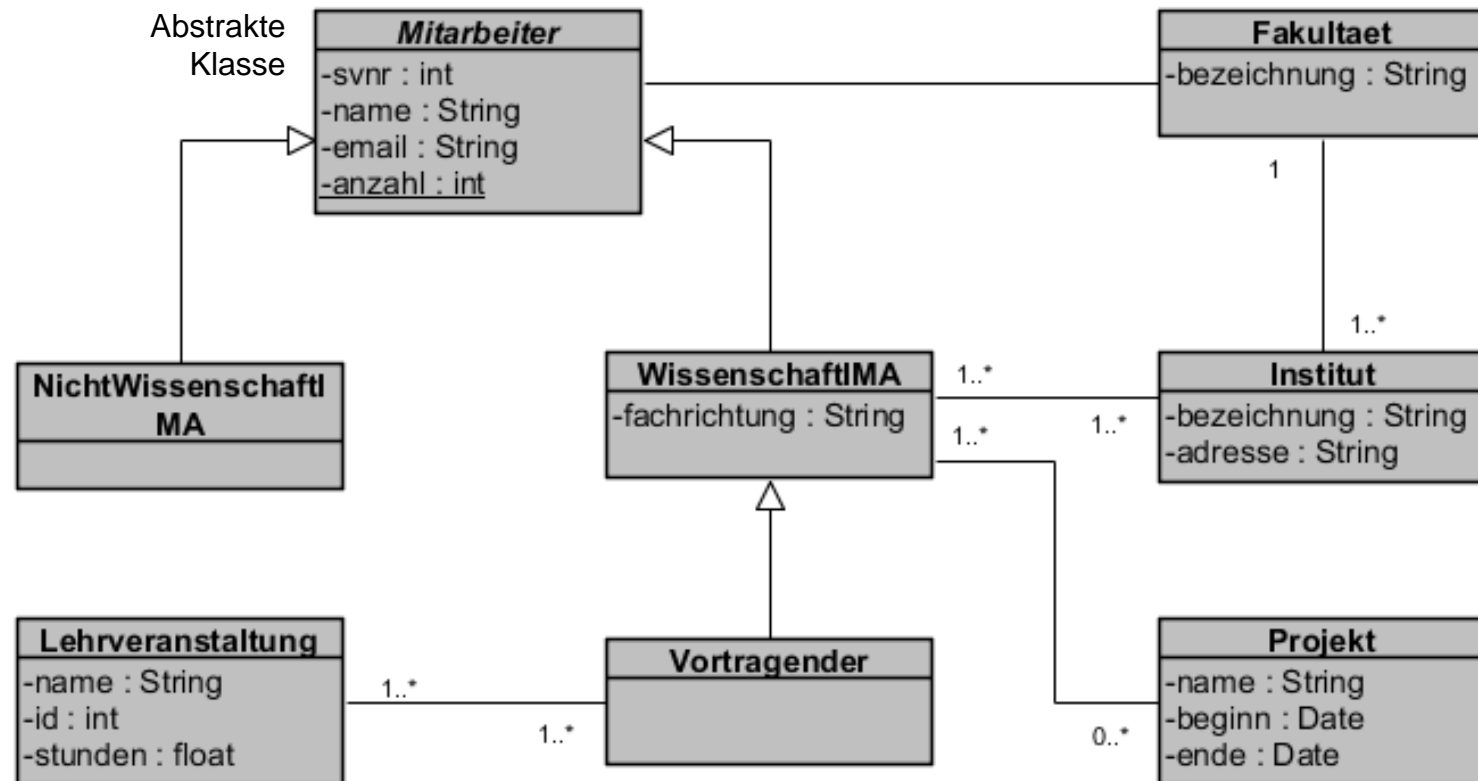 Abstrakte
Klasse
Mitarbeiter
-svnr : int
-name : String
-email : String
-anzahl : int
Fakultaet
-bezeichnung : String
1
1..*
NichtWissenschaftl
MA
WissenschaftlMA
-fachrichtung : String
1..*
1..*
1..*
Institut
-bezeichnung : String
-adresse : String
Lehrveranstaltung
-name : String
-id : int
-stunden : float
1..*
1..*
Vortragender
0..*
Projekt
-name : String
-beginn : Date
-ende : Date